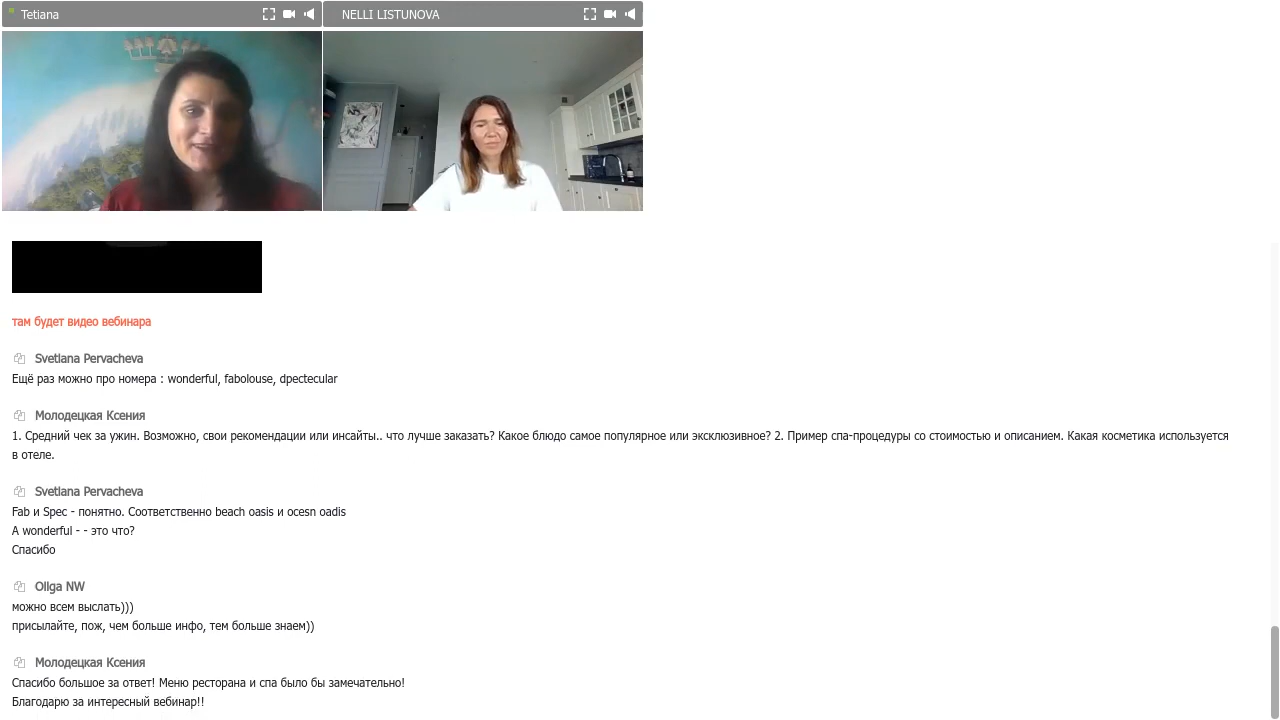 Tetiana
NELLI LISTUNOVA
там будет видео вебинара
Svetlana Pervacheva
Ещё раз можно про номера : wonderful, fabolouse, dpectecular
Молодецкая Ксения
1. Средний чек за ужин. Возможно, свои рекомендации или инсайты.. что лучше заказать? Какое блюдо самое популярное или эксклюзивное? 2. Пример спа-процедуры со стоимостью и описанием. Какая косметика используется
в отеле.
Svetlana Pervacheva
Fab и Spec - понятно. Соответственно beach oasis и ocesn oadis
A wonderful - - это что?
Спасибо
Ollga NW
можно всем выслать)))
присылайте, пож, чем больше инфо, тем больше знаем))
Молодецкая Ксения
Спасибо большое за ответ! Меню ресторана и спа было бы замечательно!
Благодарю за интересный вебинар!!